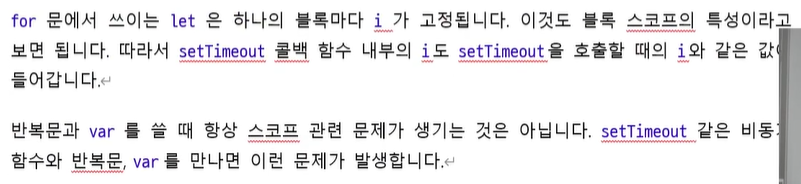 for 문에서 쓰이는 let 은 하나의 블록마다 i 가 고정됩니다. 이것도 블록 스코프의 특성이라고
보면 됩니다. 따라서 setTimeout 콜백 함수 내부의 i도 setTimeout을 호출할 때의 i와 같은
들어갑니다.↵
반복문과 var 를 쓸 때 항상 스코프 관련 문제가 생기는 것은 아닙니다. setTimeout 같은
함수와 반복문, var를 만나면 이런 문제가 발생합니다.↵